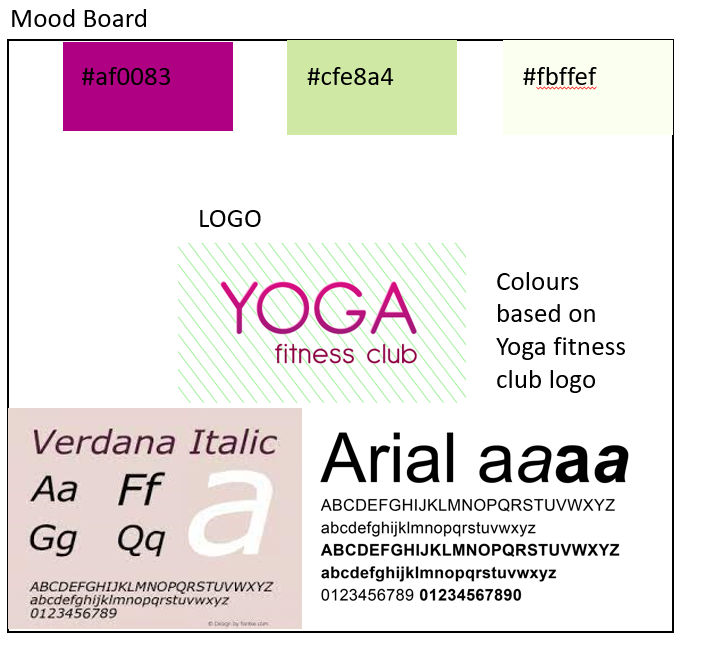 Mood Board
#af0083
#cfe8a4
#fbffef
LOGO
YOGA
fitness club
Colours
based on
Yoga fitness
club logo
Verdana Italic
Aa Ff
a
Gg Qq
ABCDEFGHIJKLMNOPQRSTUVWXYZ
abcdefghijklmnopqrstuvwxyz
0123456789
Arial aaaa
ABCDEFGHIJKLMNOPQRSTUVWXYZ
abcdefghijklmnopqrstuvwxyz
ABCDEFGHIJKLMNOPQRSTUVWXYZ
abcdefghijklmnopqrstuvwxyz
0123456789 01234567890